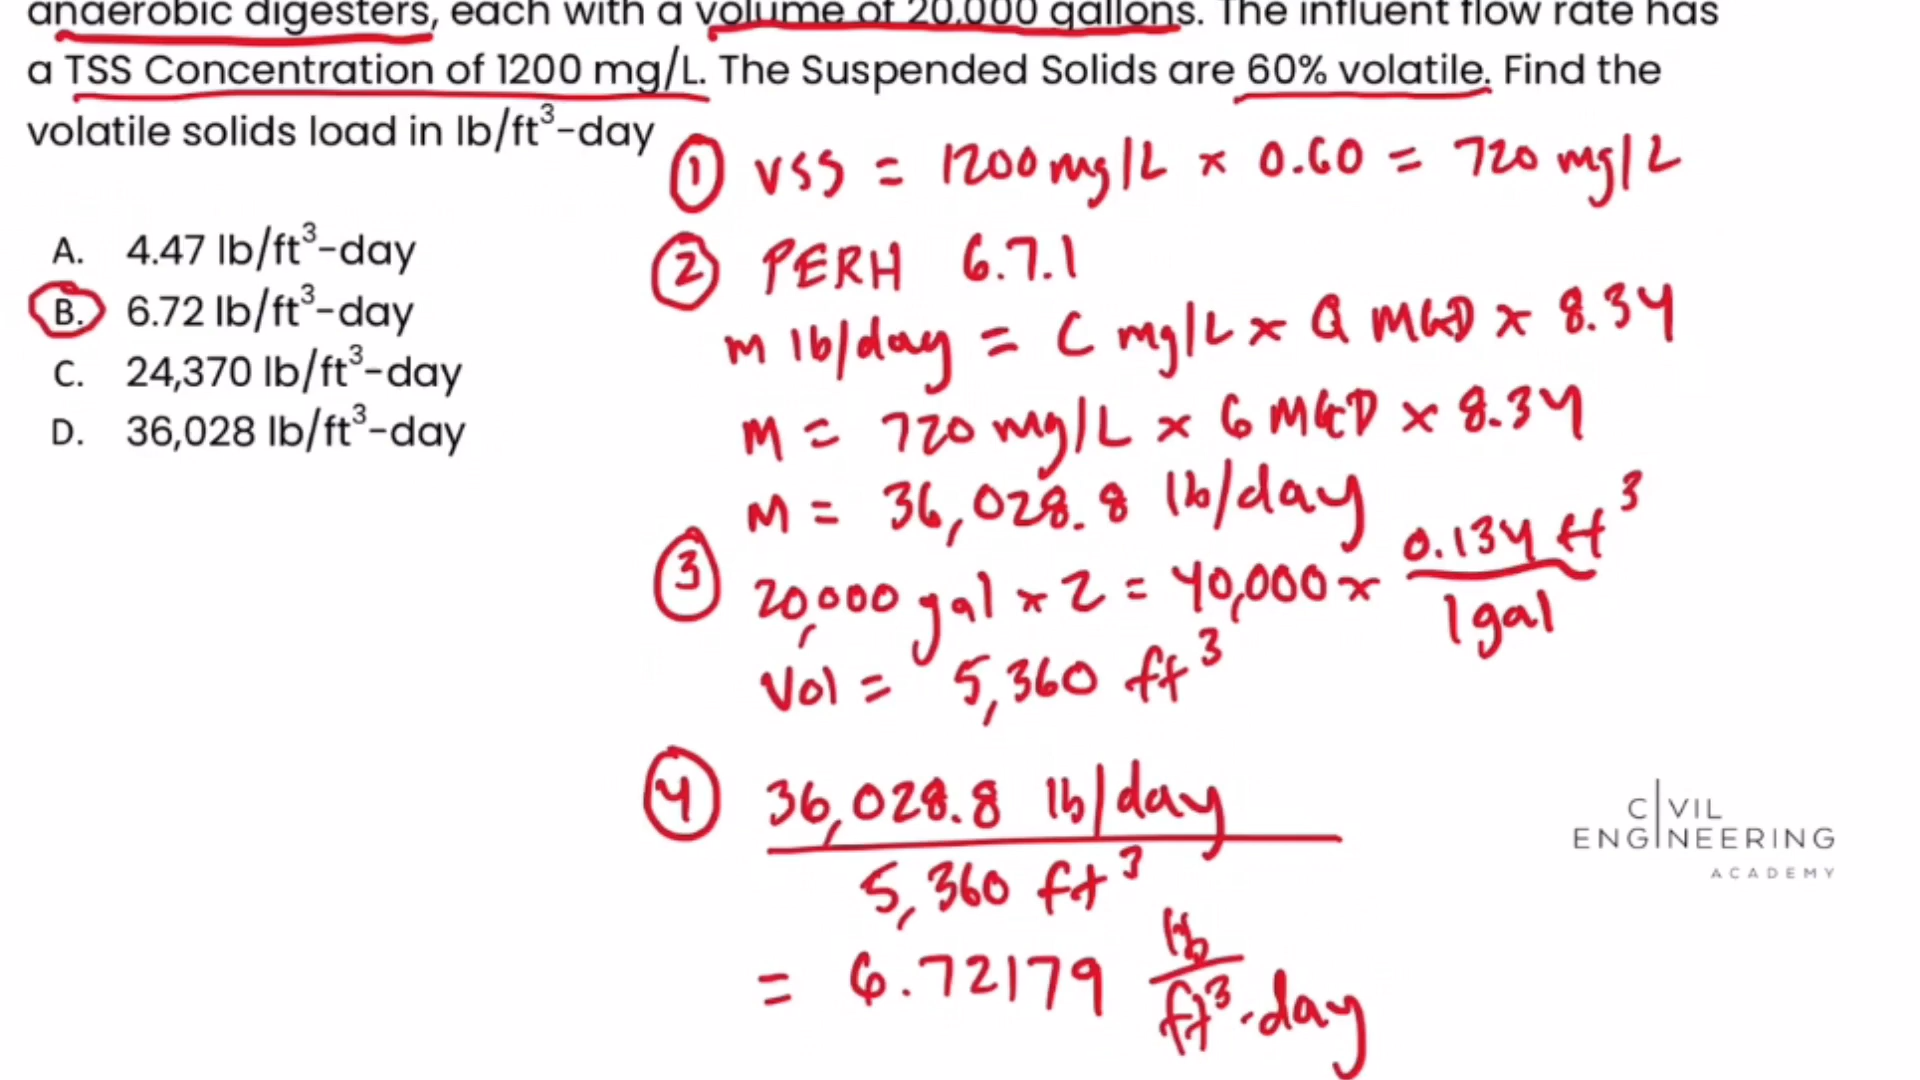 anaerobic digesters, each with a volume of 20,000 gallons. The influent flow rate has
a TSS Concentration of 1200 mg/L. The Suspended Solids are 60% volatile. Find the
volatile solids load in lb/ft³-day
A. 4.47 lb/ft³-day
B. 6.72 lb/ft³-day
C. 24,370 lb/ft³-day
D. 36,028 lb/ft³-day
① VSS = 1200 mg/L × 0.60 = 720 mg/L
② PERH 6.7.1
M lb/day = C mg/L × Q MGD × 8.34
M = 720 mg/L × 6 MGD × 8.34
M = 36,028.8 lb/day
③ 20,000 gal × 2 = 40,000 × 0.134 ft³ / 1 gal
Vol = 5,360 ft³
④ 36,028.8 lb/day
5,360 ft³
= 6.72179 lb / ft³·day
CIVIL
ENGINEERING
ACADEMY